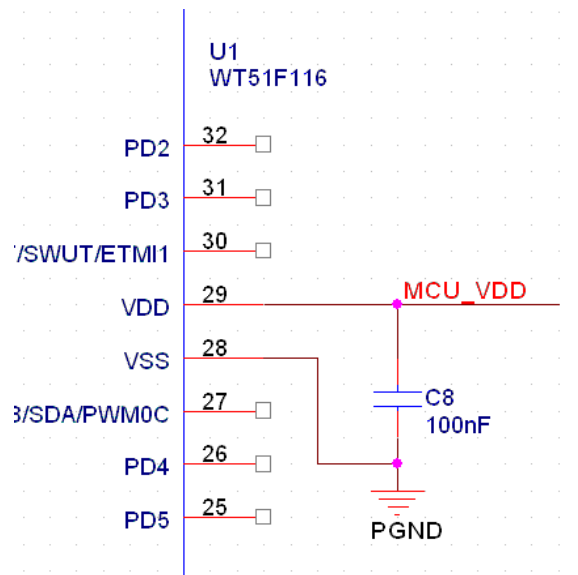 U1
WT51F116
PD2 32
PD3 31
/SWUT/ETMI1 30
VDD 29 MCU_VDD
VSS 28
C8
/SDA/PWM0C 27 100nF
PD4 26
PD5 25
PGND